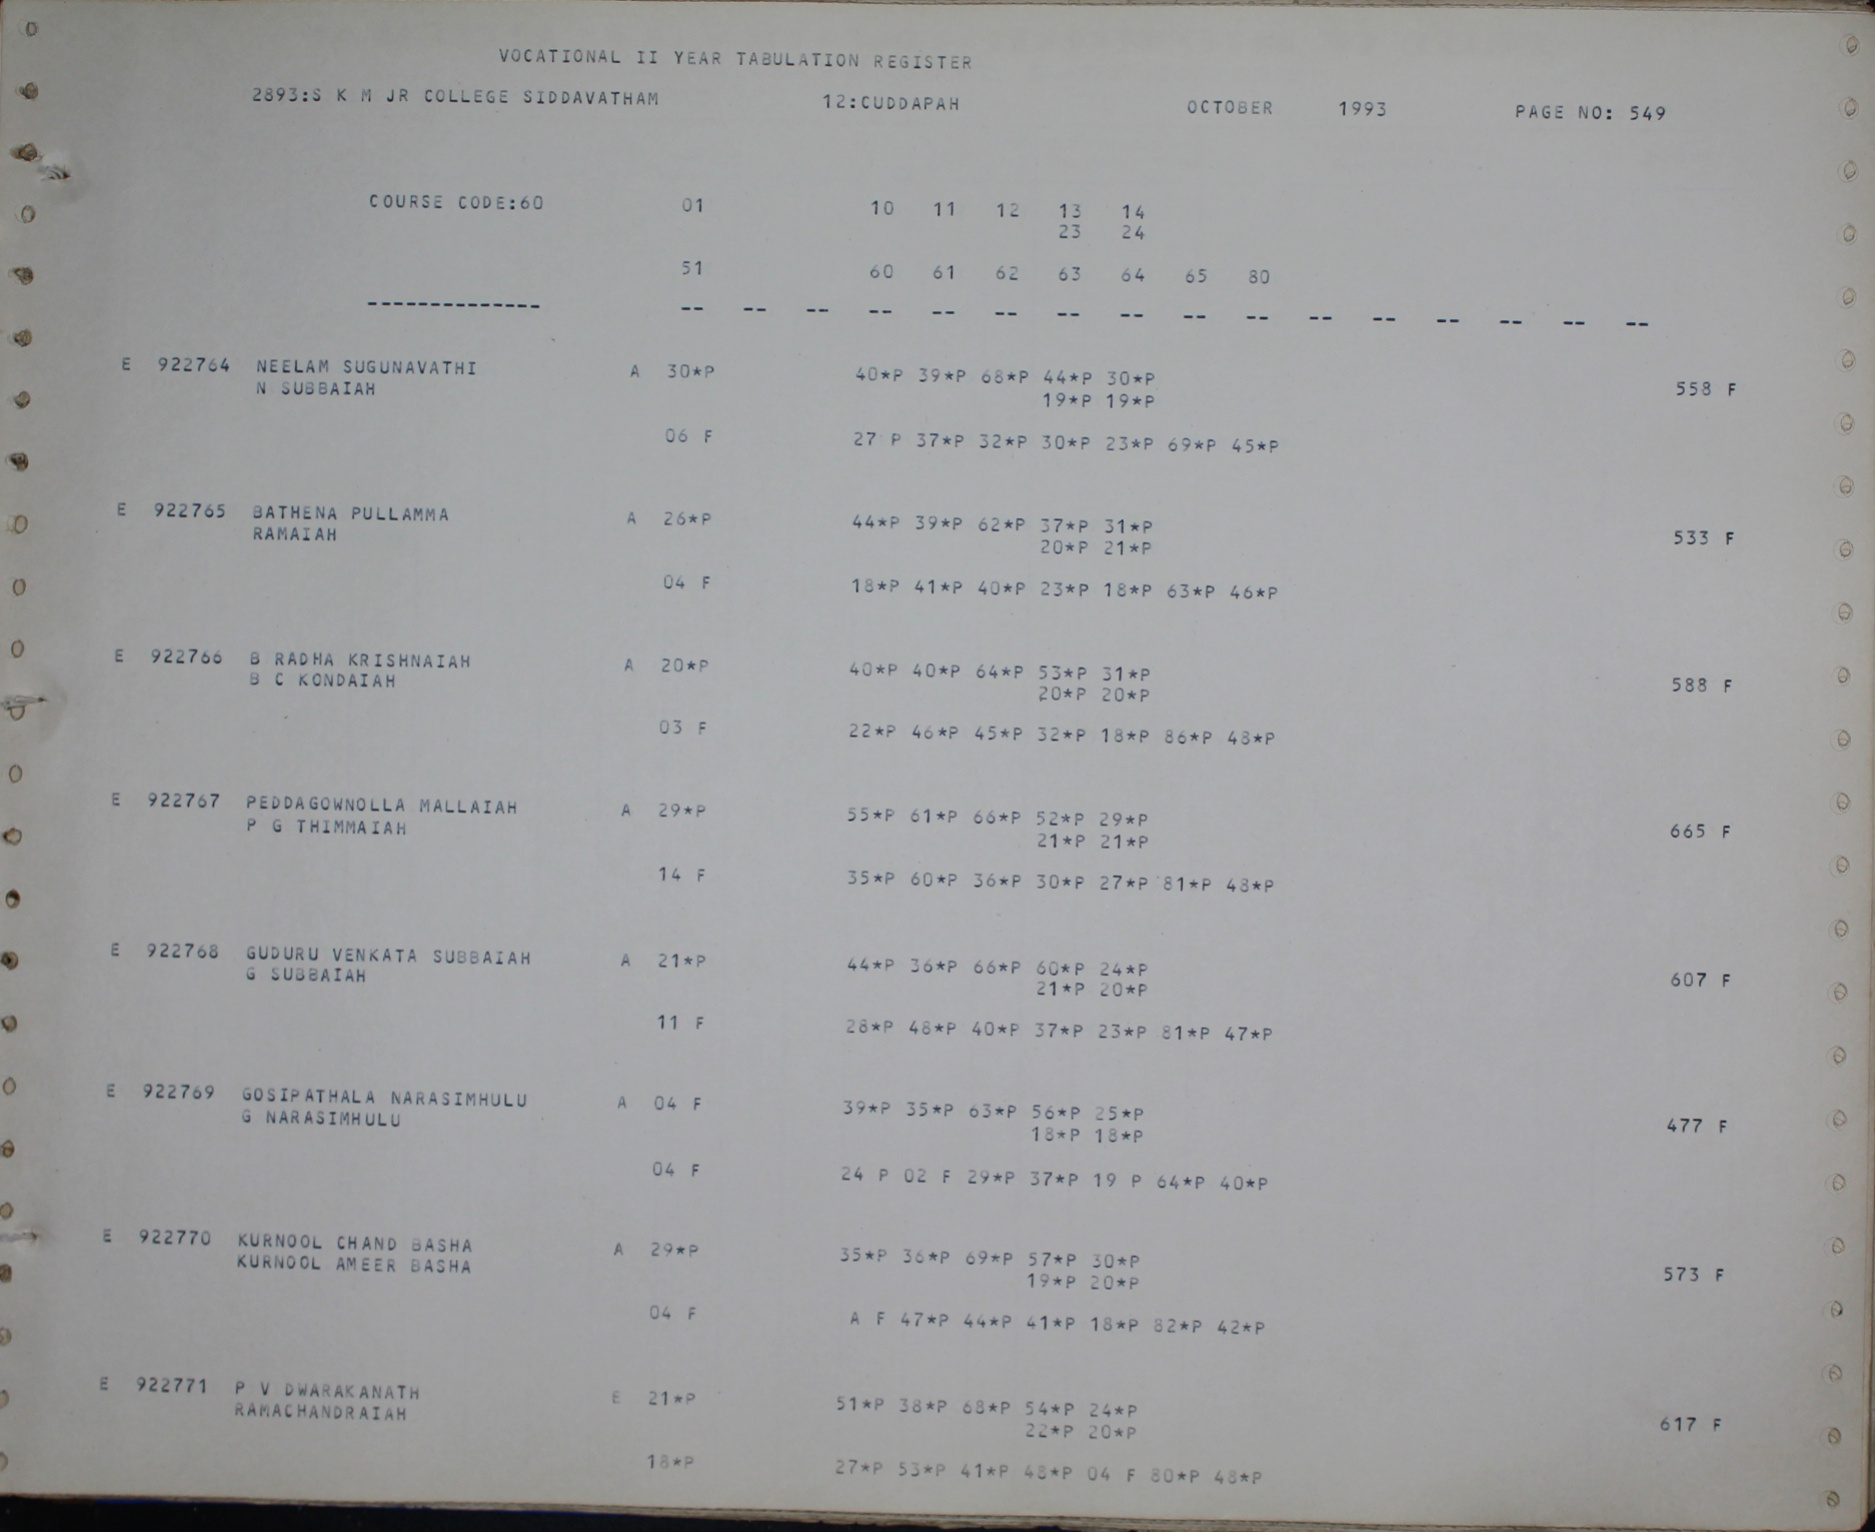 VOCATIONAL II YEAR TABULATION REGISTER
2893:S K M JR COLLEGE SIDDAVATHAM 12:CUDDAPAH OCTOBER 1993 PAGE NO: 549
COURSE CODE:60 01 10 11 12 13 14
23 24
51 60 61 62 63 64 65 80
-------------- -- -- -- -- -- -- -- -- -- -- -- -- -- -- -- --
E 922764 NEELAM SUGUNAVATHI A 30*P 40*P 39*P 68*P 44*P 30*P
N SUBBAIAH 19*P 19*P 558 F
06 F 27 P 37*P 32*P 30*P 23*P 69*P 45*P
E 922765 BATHENA PULLAMMA A 26*P 44*P 39*P 62*P 37*P 31*P
RAMAIAH 20*P 21*P 533 F
04 F 18*P 41*P 40*P 23*P 18*P 63*P 46*P
E 922766 B RADHA KRISHNAIAH A 20*P 40*P 40*P 64*P 53*P 31*P
B C KONDAIAH 20*P 20*P 588 F
03 F 22*P 46*P 45*P 32*P 18*P 86*P 48*P
E 922767 PEDDAGOWNOLLA MALLAIAH A 29*P 55*P 61*P 66*P 52*P 29*P
P G THIMMAIAH 21*P 21*P 665 F
14 F 35*P 60*P 36*P 30*P 27*P 81*P 48*P
E 922768 GUDURU VENKATA SUBBAIAH A 21*P 44*P 36*P 66*P 60*P 24*P
G SUBBAIAH 21*P 20*P 607 F
11 F 28*P 48*P 40*P 37*P 23*P 81*P 47*P
E 922769 GOSIPATHALA NARASIMHULU A 04 F 39*P 35*P 63*P 56*P 25*P
G NARASIMHULU 18*P 18*P 477 F
04 F 24 P 02 F 29*P 37*P 19 P 64*P 40*P
E 922770 KURNOOL CHAND BASHA A 29*P 35*P 36*P 69*P 57*P 30*P
KURNOOL AMEER BASHA 19*P 20*P 573 F
04 F A F 47*P 44*P 41*P 18*P 82*P 42*P
E 922771 P V DWARAKANATH E 21*P 51*P 38*P 68*P 54*P 24*P
RAMACHANDRAIAH 22*P 20*P 617 F
18*P 27*P 53*P 41*P 48*P 04 F 80*P 48*P